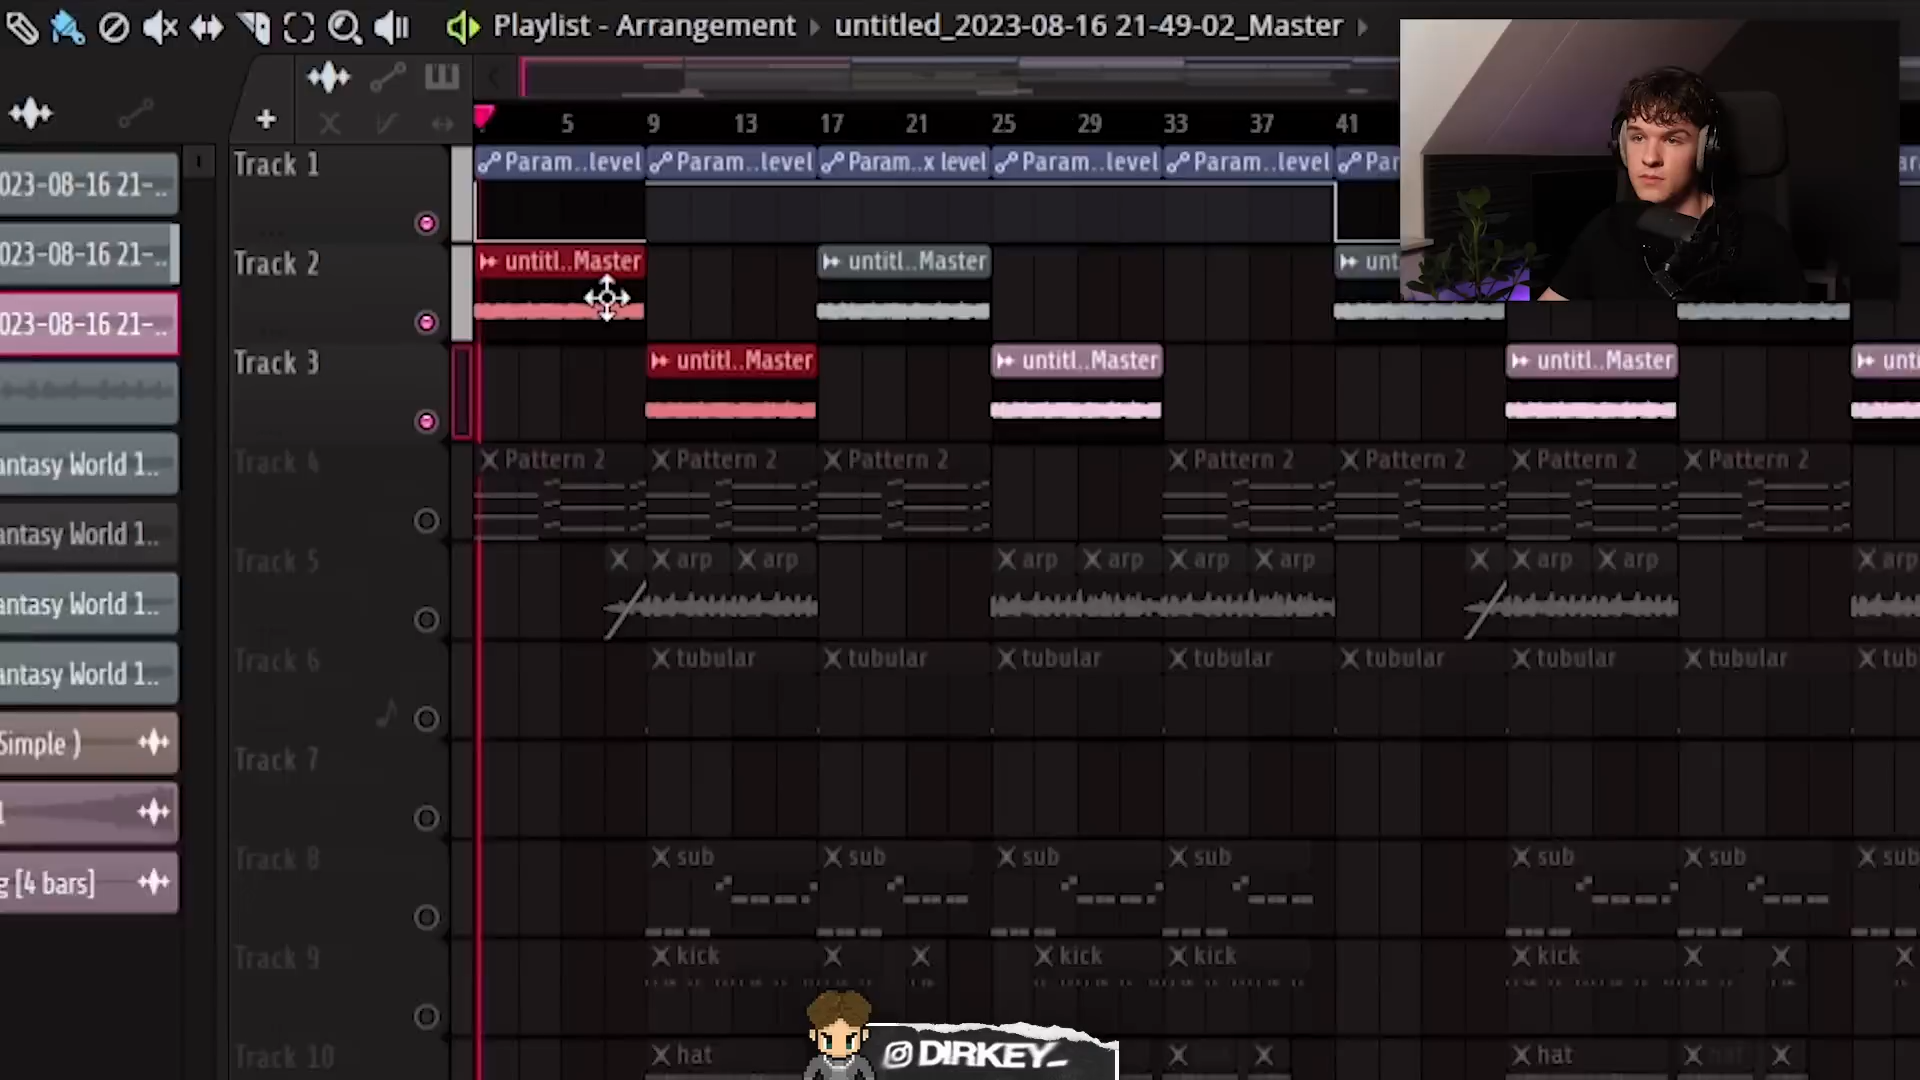 Playlist - Arrangement ▸ untitled_2023-08-16 21-49-02_Master ▸
5 9 13 17 21 25 29 33 37 41
Track 1
Param..level Param..level Param..x level Param..level Param..level Par
023-08-16 21-..
023-08-16 21-..
023-08-16 21-..
Track 2
untitl..Master untitl..Master unt
Track 3
untitl..Master untitl..Master untitl..Master unt
Track 4
Pattern 2 Pattern 2 Pattern 2 Pattern 2 Pattern 2 Pattern 2 Pattern 2
antasy World 1..
antasy World 1..
antasy World 1..
antasy World 1..
Track 5
arp arp arp arp arp arp arp arp arp
Track 6
tubular tubular tubular tubular tubular tubular tubular tub
Track 7
Simple )
g [4 bars]
Track 8
sub sub sub sub sub sub sub
Track 9
kick kick kick kick
Track 10
hat hat
DIRKEY_